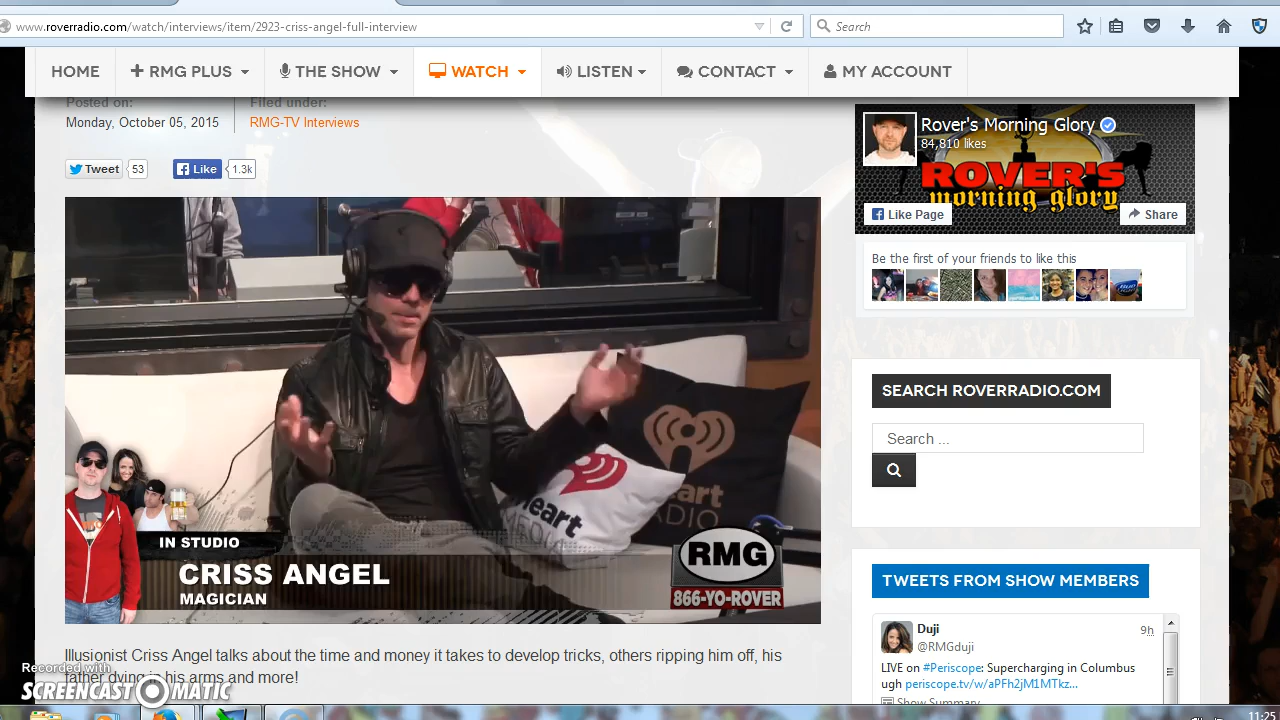 www.roverradio.com/watch/interviews/item/2923-criss-angel-full-interview
Search
HOME
RMG PLUS
THE SHOW
WATCH
LISTEN
CONTACT
MY ACCOUNT
Posted on:
Monday, October 05, 2015
Filed under:
RMG-TV Interviews
Tweet 53
Like 1.3k
IN STUDIO
CRISS ANGEL
MAGICIAN
RMG
866-YO-ROVER
Illusionist Criss Angel talks about the time and money it takes to develop tricks, others ripping him off, his
father dying in his arms and more!
Recorded with
SCREENCAST MATIC
Rover's Morning Glory
84,810 likes
ROVER'S
morning glory
Like Page
Share
Be the first of your friends to like this
SEARCH ROVERRADIO.COM
Search ...
TWEETS FROM SHOW MEMBERS
Duji
@RMGduji
9h
LIVE on #Periscope: Supercharging in Columbus
ugh periscope.tv/w/aPFh2jM1MTkz...
Show Summary
11:25